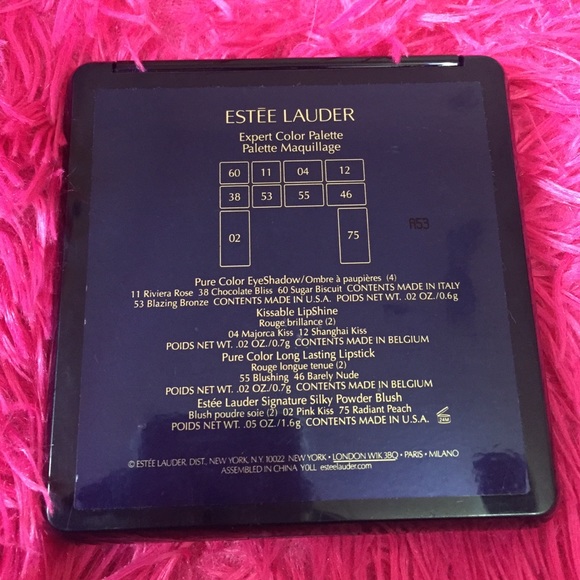 ESTĒE LAUDER
Expert Color Palette
Palette Maquillage
60 11 04 12
38 53 55 46
02 75
A53
Pure Color EyeShadow/Ombre à paupières (4)
11 Riviera Rose 38 Chocolate Bliss 60 Sugar Biscuit CONTENTS MADE IN ITALY
53 Blazing Bronze CONTENTS MADE IN U.S.A. POIDS NET WT. .02 OZ./0.6g
Kissable LipShine
Rouge brillance (2)
04 Majorca Kiss 12 Shanghai Kiss
POIDS NET WT. .02 OZ./0.7g CONTENTS MADE IN BELGIUM
Pure Color Long Lasting Lipstick
Rouge longue tenue (2)
55 Blushing 46 Barely Nude
POIDS NET WT. .02 OZ./0.7g CONTENTS MADE IN BELGIUM
Estée Lauder Signature Silky Powder Blush
Blush poudre soie (2) 02 Pink Kiss 75 Radiant Peach
POIDS NET WT. .05 OZ./1.6g CONTENTS MADE IN U.S.A. 24M
© ESTÉE LAUDER, DIST., NEW YORK, N.Y. 10022 NEW YORK • LONDON W1K 3BQ • PARIS • MILANO
ASSEMBLED IN CHINA Y0LL esteelauder.com